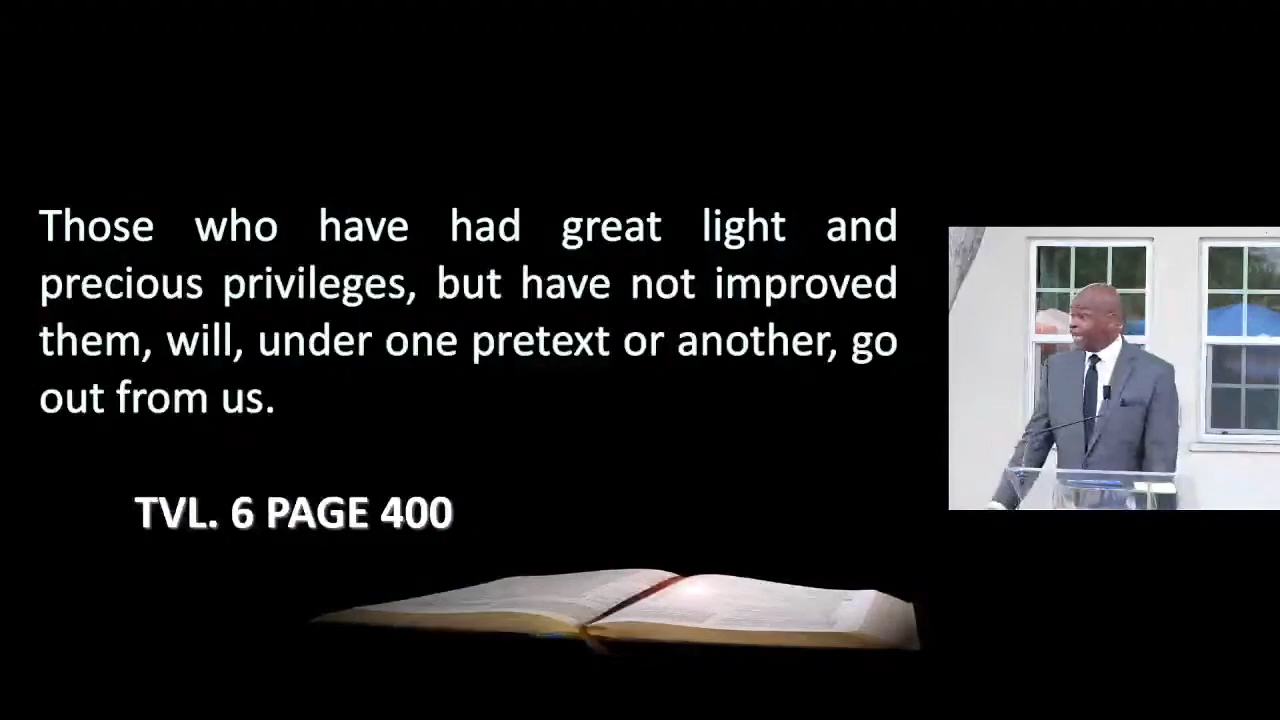 Those who have had great light and
precious privileges, but have not improved
them, will, under one pretext or another, go
out from us.
TVL. 6 PAGE 400